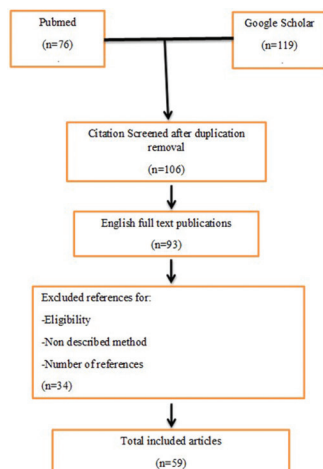 Pubmed
(n=76)
.
Google Scholar
(n=119)
.
Citation Screened after duplication
removal
(n=106)
English full text publications
(n=93)
Excluded references for:
-Eligibility
-Non described method
-Number of references
(n=34)
Total included articles
(n=59)